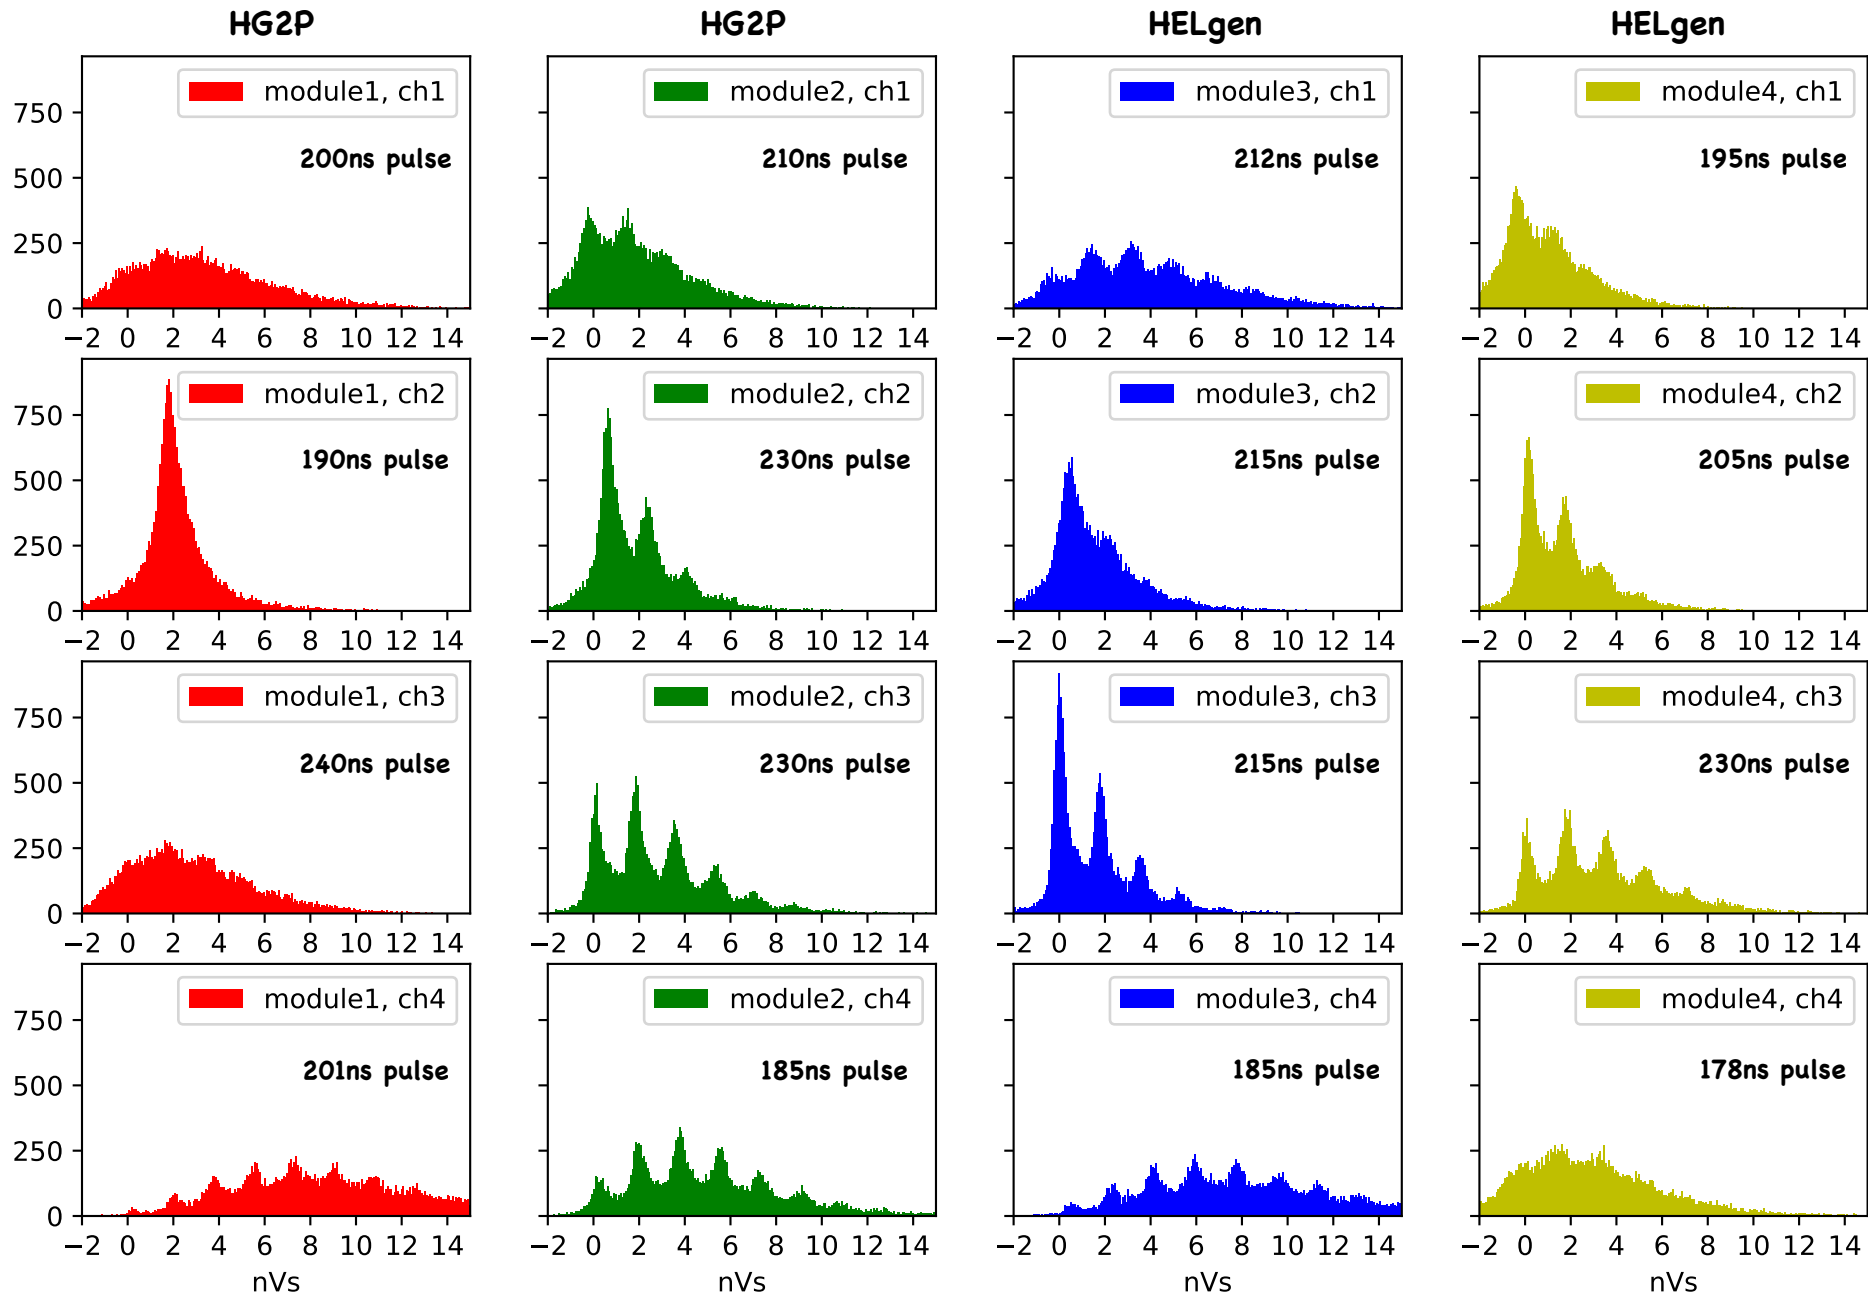 HG2P HG2P HELgen HELgen
module1, ch1 module2, ch1 module3, ch1 module4, ch1
750
200ns pulse 210ns pulse 212ns pulse 195ns pulse
500
250
0
−2 0 2 4 6 8 10 12 14 −2 0 2 4 6 8 10 12 14 −2 0 2 4 6 8 10 12 14 −2 0 2 4 6 8 10 12 14
module1, ch2 module2, ch2 module3, ch2 module4, ch2
750
190ns pulse 230ns pulse 215ns pulse 205ns pulse
500
250
0
−2 0 2 4 6 8 10 12 14 −2 0 2 4 6 8 10 12 14 −2 0 2 4 6 8 10 12 14 −2 0 2 4 6 8 10 12 14
module1, ch3 module2, ch3 module3, ch3 module4, ch3
750
240ns pulse 230ns pulse 215ns pulse 230ns pulse
500
250
0
−2 0 2 4 6 8 10 12 14 −2 0 2 4 6 8 10 12 14 −2 0 2 4 6 8 10 12 14 −2 0 2 4 6 8 10 12 14
module1, ch4 module2, ch4 module3, ch4 module4, ch4
750
201ns pulse 185ns pulse 185ns pulse 178ns pulse
500
250
0
−2 0 2 4 6 8 10 12 14 −2 0 2 4 6 8 10 12 14 −2 0 2 4 6 8 10 12 14 −2 0 2 4 6 8 10 12 14
nVs nVs nVs nVs